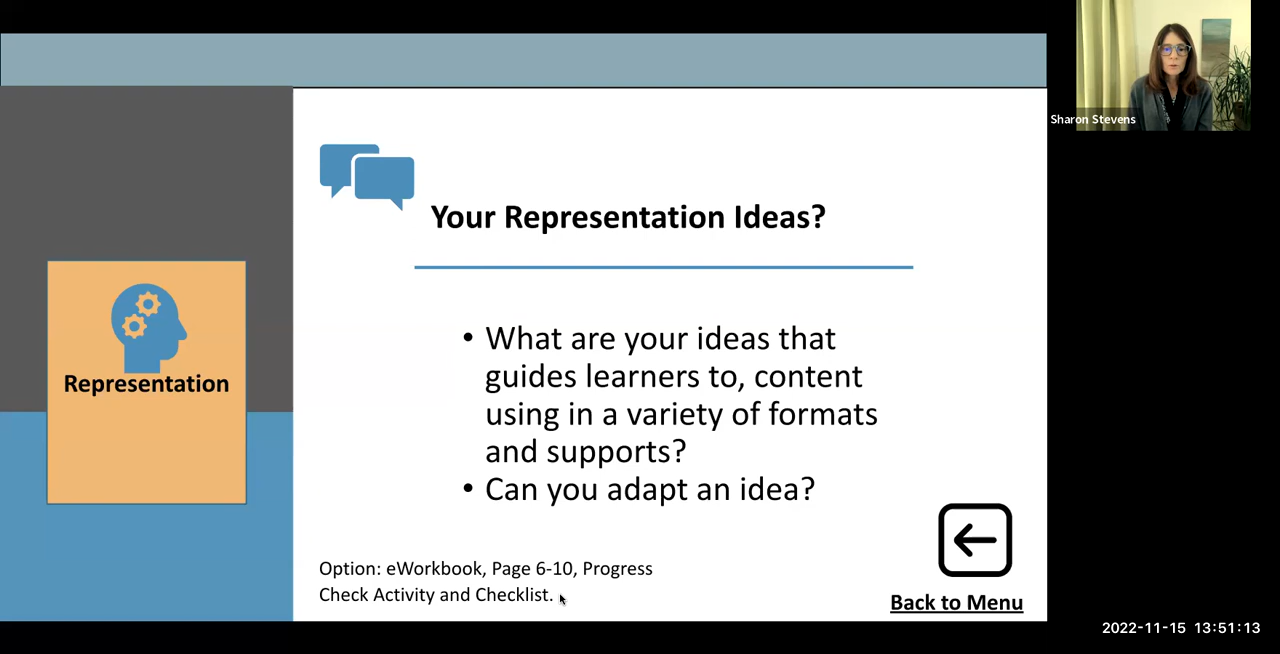 Sharon Stevens
Your Representation Ideas?
Representation
• What are your ideas that
guides learners to, content
using in a variety of formats
and supports?
• Can you adapt an idea?
Option: eWorkbook, Page 6-10, Progress
Check Activity and Checklist.
Back to Menu
2022-11-15 13:51:13